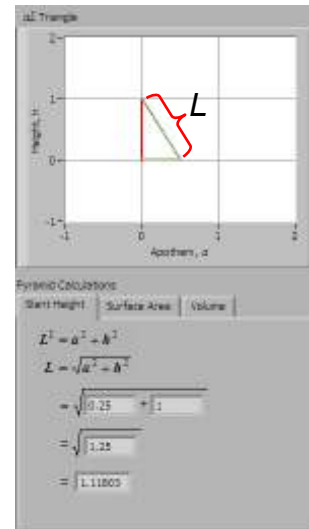 aL Triangle
2
1
0
-1
Height, H
L
-1
0
1
2
Apothem, a
Pyramid Calculations
Slant Height
Surface Area
Volume
L² = a² + h²
L = √a² + h²
= √0.25 + 1
= √1.25
= 1.11803